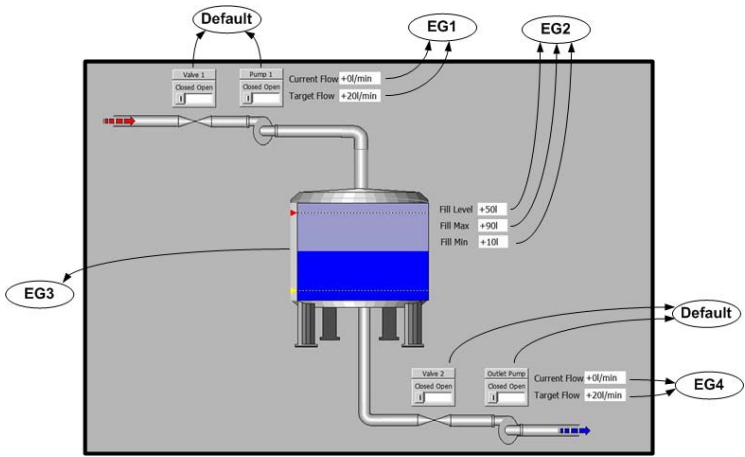 Default
EG1
EG2
Valve 1
Closed Open
Pump 1
Closed Open
Current Flow +0l/min
Target Flow +20l/min
Fill Level +50l
Fill Max +90l
Fill Min +10l
EG3
Default
Valve 2
Closed Open
Outlet Pump
Closed Open
Current Flow +0l/min
Target Flow +20l/min
EG4